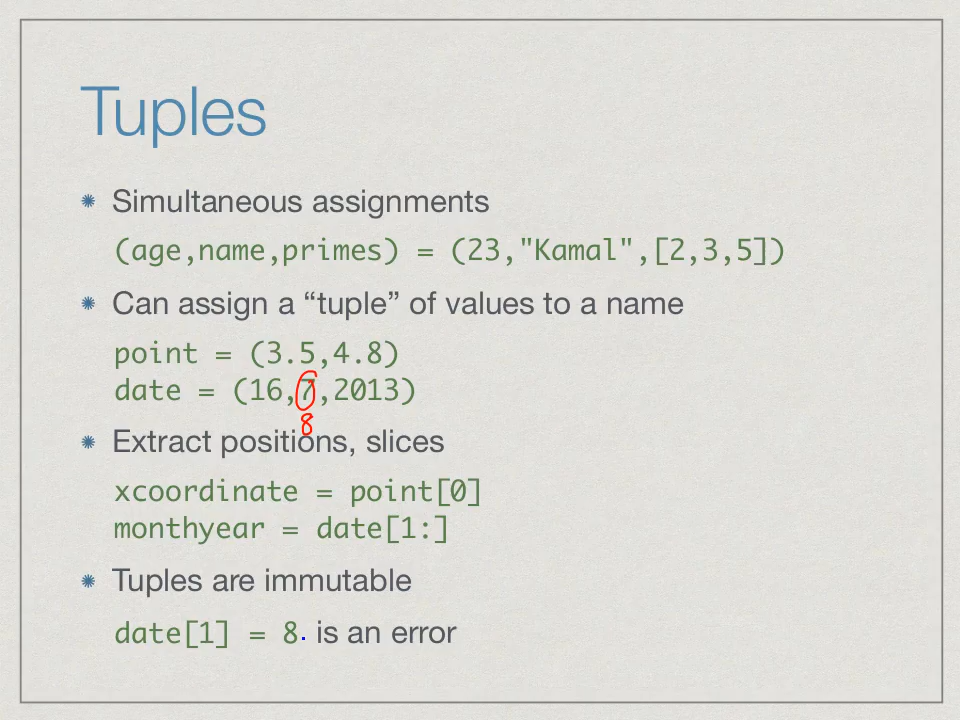 Tuples
Simultaneous assignments
(age,name,primes) = (23,"Kamal",[2,3,5])
Can assign a “tuple” of values to a name
point = (3.5,4.8)
date = (16,7,2013)
8
Extract positions, slices
xcoordinate = point[0]
monthyear = date[1:]
Tuples are immutable
date[1] = 8 is an error